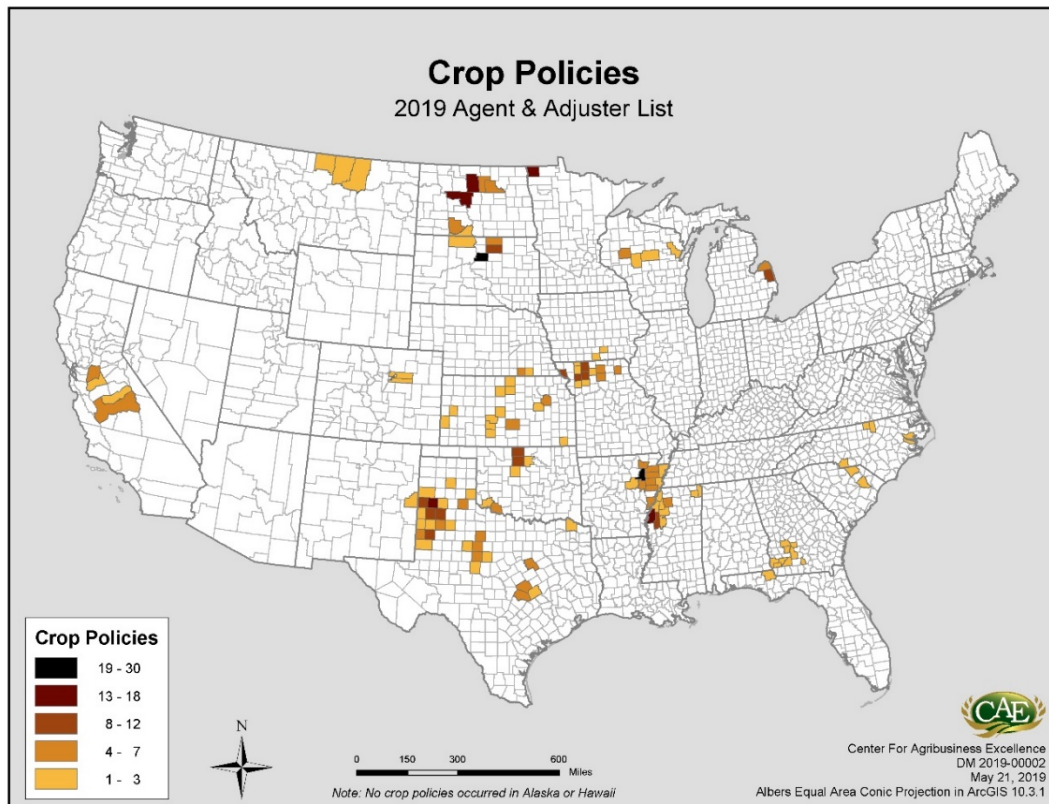 Crop Policies
2019 Agent & Adjuster List
Crop Policies
19 - 30
13 - 18
8 - 12
4 - 7
1 - 3
N
0 150 300 600
Miles
Note: No crop policies occurred in Alaska or Hawaii
CAE
Center For Agribusiness Excellence
DM 2019-00002
May 21, 2019
Albers Equal Area Conic Projection in ArcGIS 10.3.1